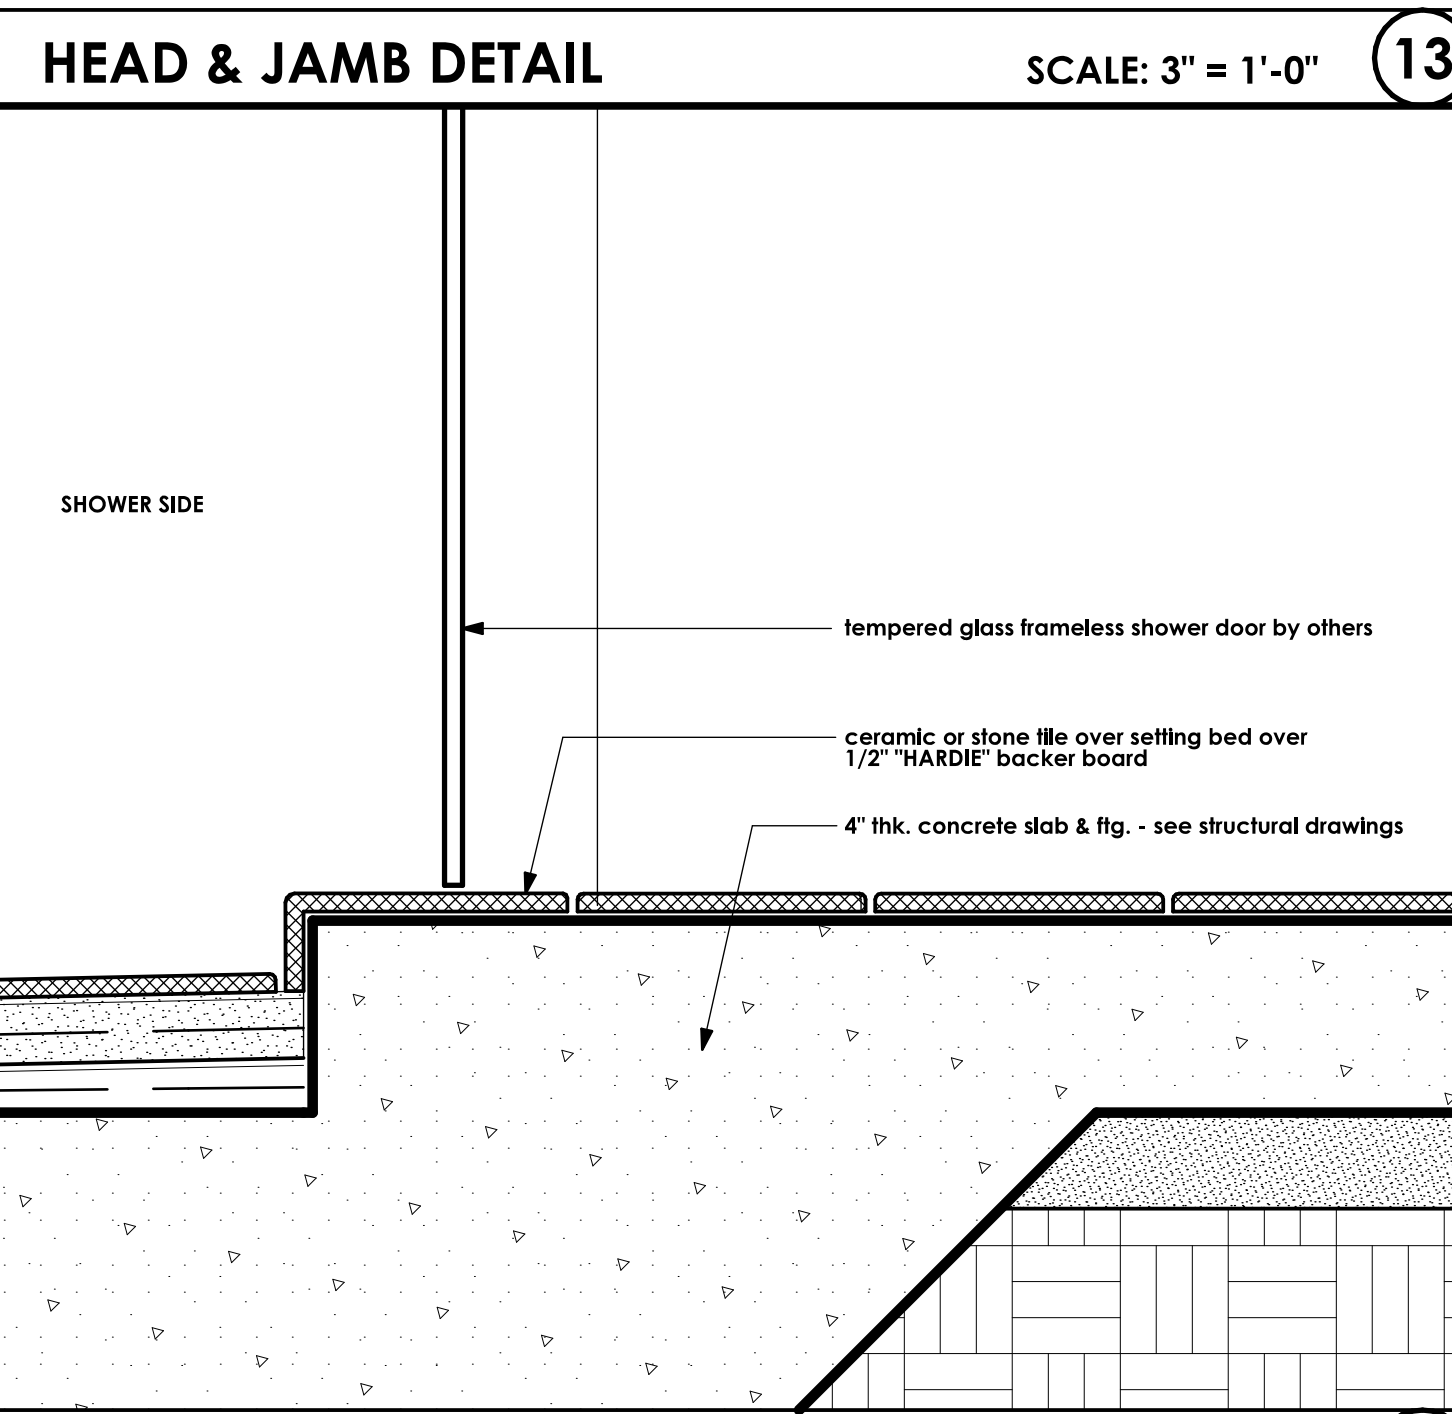 HEAD & JAMB DETAIL
SCALE: 3" = 1'-0"
13
SHOWER SIDE
tempered glass frameless shower door by others
ceramic or stone tile over setting bed over
1/2" "HARDIE" backer board
4" thk. concrete slab & ftg. - see structural drawings